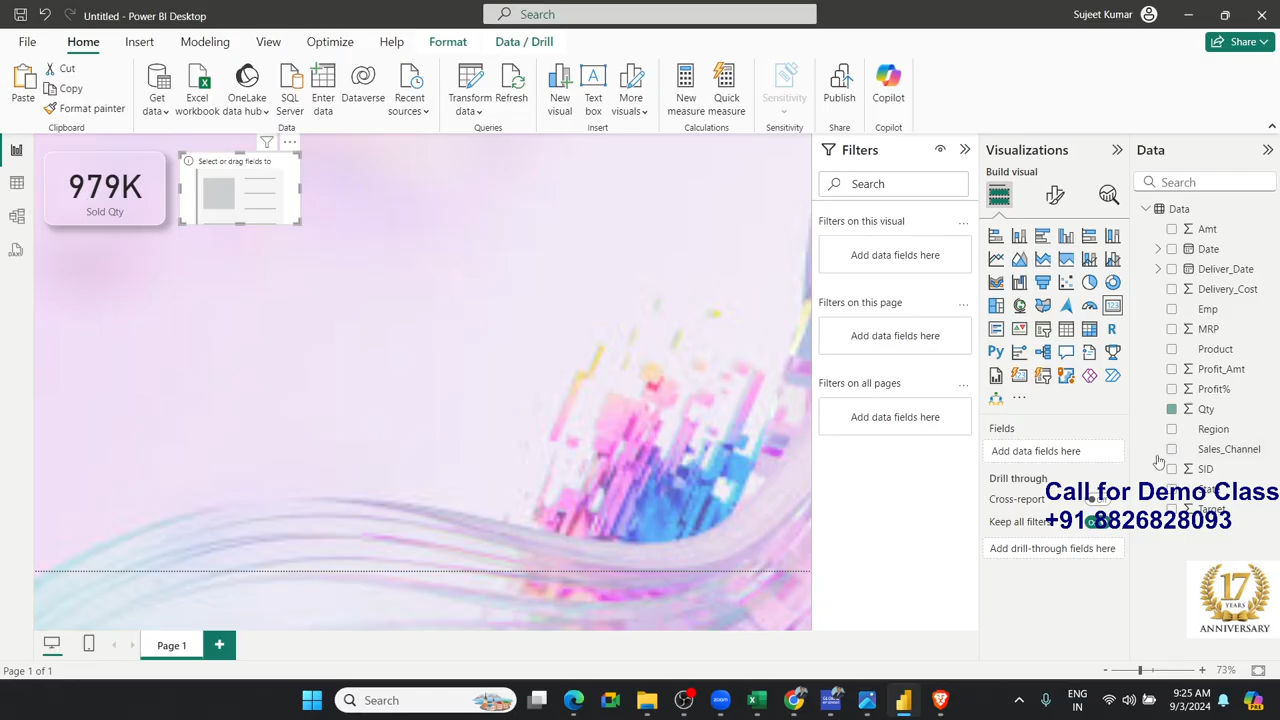 Untitled - Power BI Desktop
Search
Sujeet Kumar
File
Home
Insert
Modeling
View
Optimize
Help
Format
Data / Drill
Share
Paste
Cut
Copy
Format painter
Clipboard
Get data
Excel workbook
OneLake data hub
SQL Server
Enter data
Dataverse
Recent sources
Data
Transform data
Refresh
Queries
New visual
Text box
More visuals
Insert
New measure
Quick measure
Calculations
Sensitivity
Sensitivity
Publish
Share
Copilot
Copilot
979K
Sold Qty
Select or drag fields to
Filters
Search
Filters on this visual
Add data fields here
Filters on this page
Add data fields here
Filters on all pages
Add data fields here
Visualizations
Build visual
123
R
Py
Fields
Add data fields here
Drill through
Cross-report
Keep all filters
Add drill-through fields here
Data
Search
Data
Amt
Date
Deliver_Date
Delivery_Cost
Emp
MRP
Product
Profit_Amt
Profit%
Qty
Region
Sales_Channel
SID
Target
Call for Demo Class
+91 8826828093
17
YEARS
ANNIVERSARY
Page 1
Page 1 of 1
73%
Search
zoom
ENG
IN
9:25 AM
9/3/2024